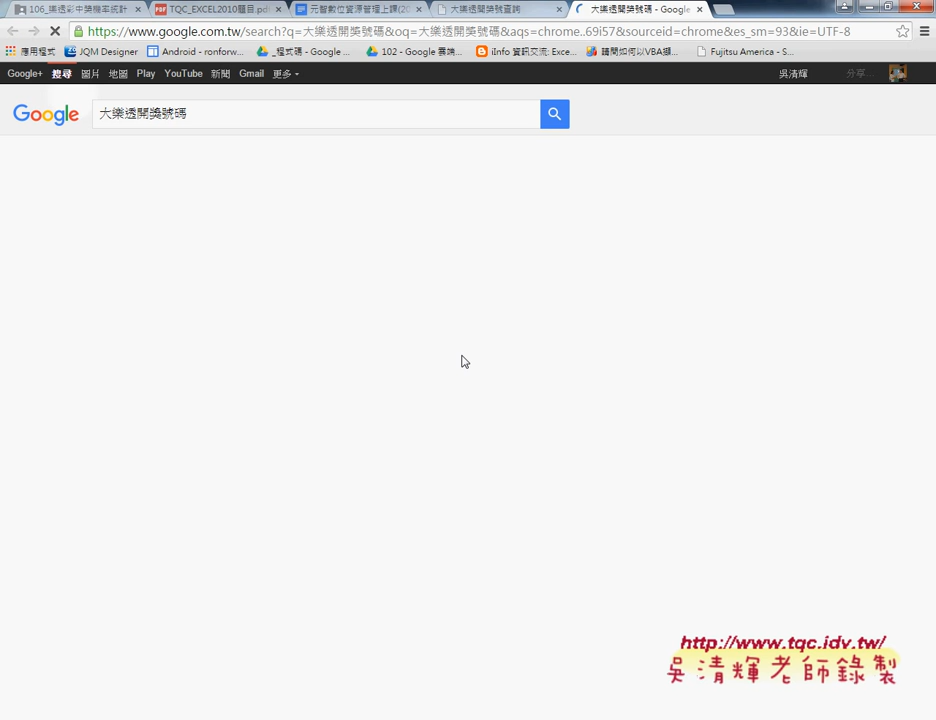 106_樂透彩中獎機率統計
TQC_EXCEL2010題目.pdf
元智數位資源管理上課(20
大樂透開獎號碼查詢
大樂透開獎號碼 - Google
https://www.google.com.tw/search?q=大樂透開獎號碼&oq=大樂透開獎號碼&aqs=chrome..69i57&sourceid=chrome&es_sm=93&ie=UTF-8
應用程式 JQM Designer Android - ronforw... _程式碼 - Google ... 102 - Google 雲端... iInfo 資訊交流: Exce... 請問如何以VBA擷... Fujitsu America - S...
Google+ 搜尋 圖片 地圖 Play YouTube 新聞 Gmail 更多 吳清輝 分享...
Google 大樂透開獎號碼
http://www.tqc.idv.tw/
吳清輝老師錄製